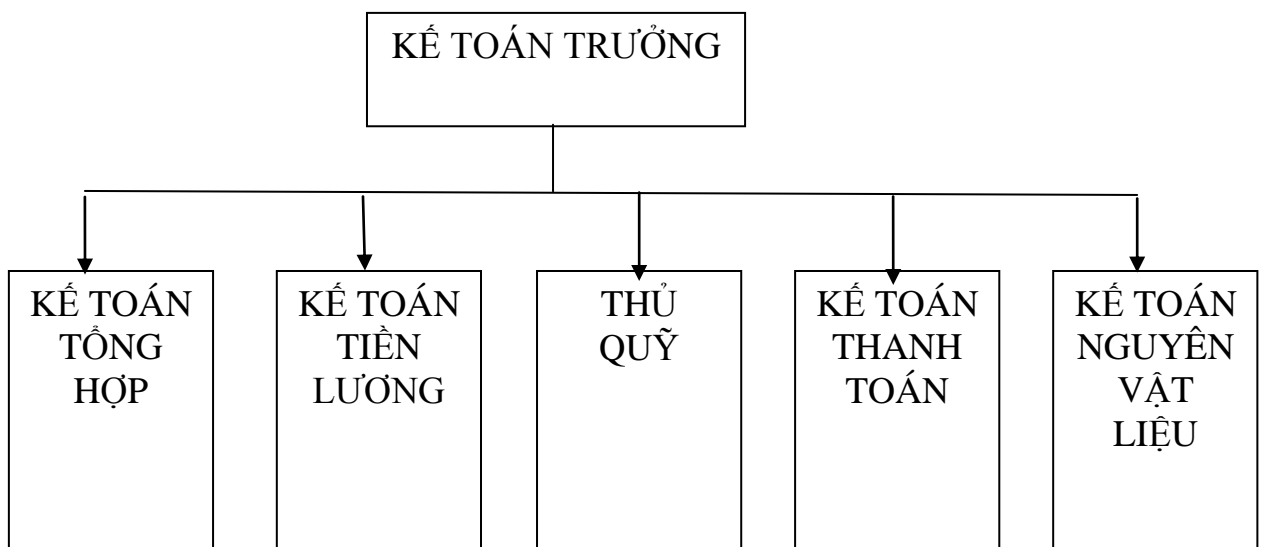 KẾ TOÁN TRƯỞNG
KẾ TOÁN
TỔNG
HỢP
KẾ TOÁN
TIỀN
LƯƠNG
THỦ
QUỸ
KẾ TOÁN
THANH
TOÁN
KẾ TOÁN
NGUYÊN
VẬT
LIỆU